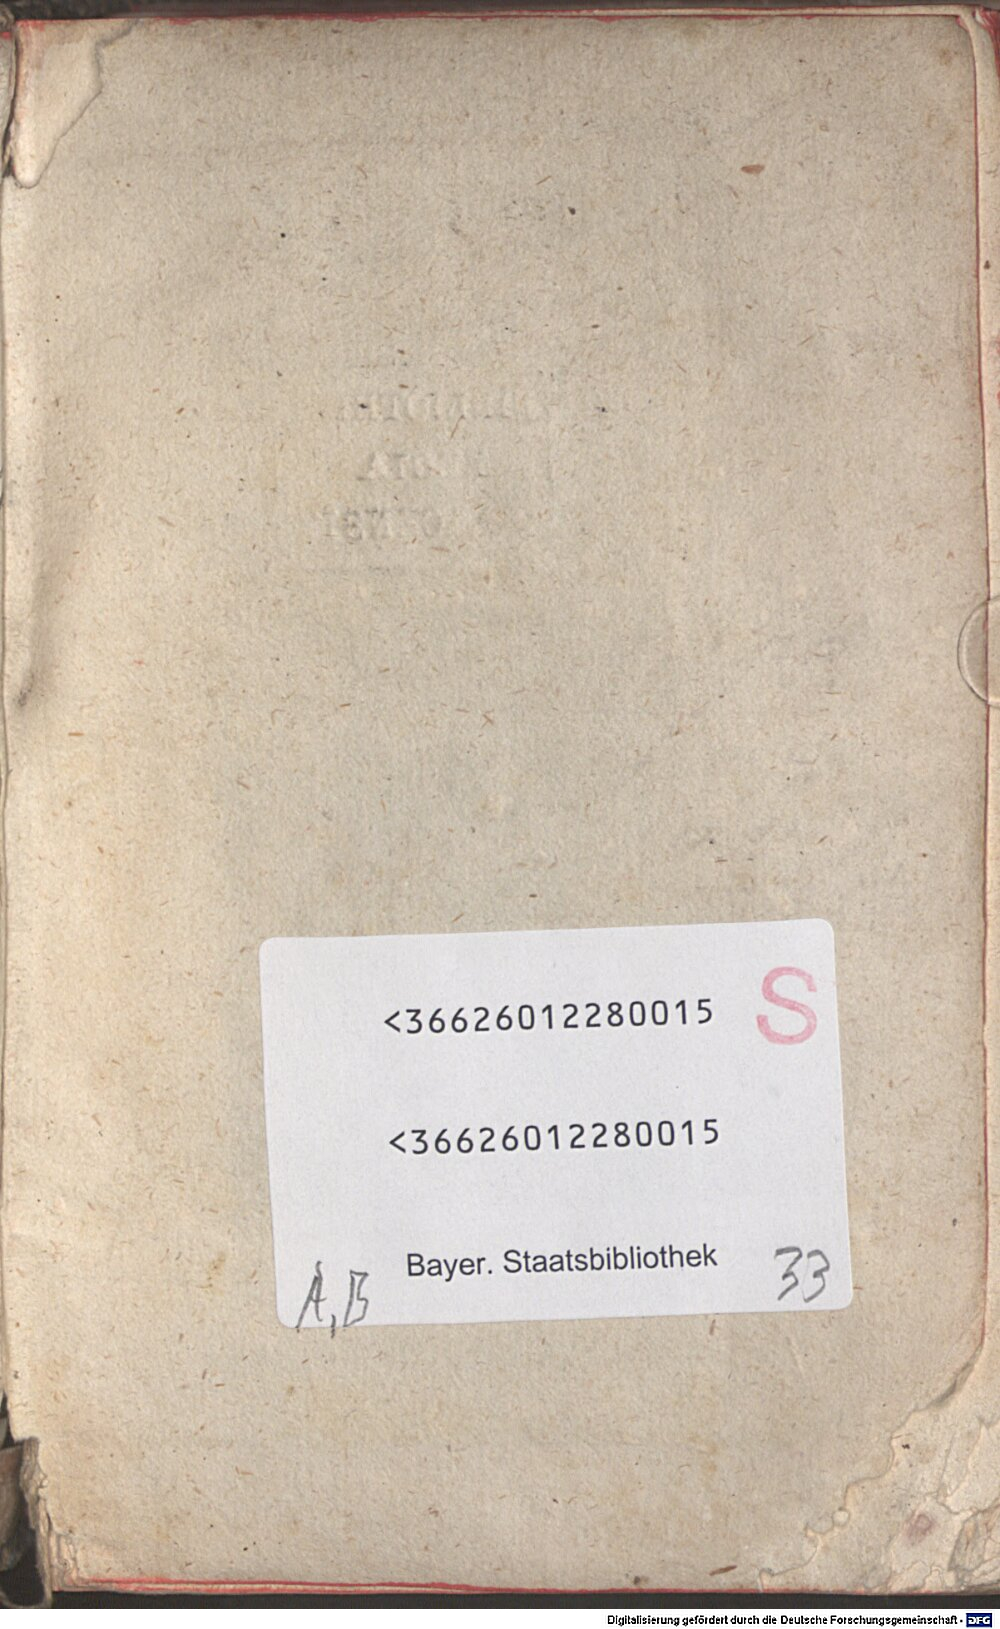 <36626012280015 S
<36626012280015
Bayer. Staatsbibliothek
A, B 33
Digitalisierung gefördert durch die Deutsche Forschungsgemeinschaft - DFG